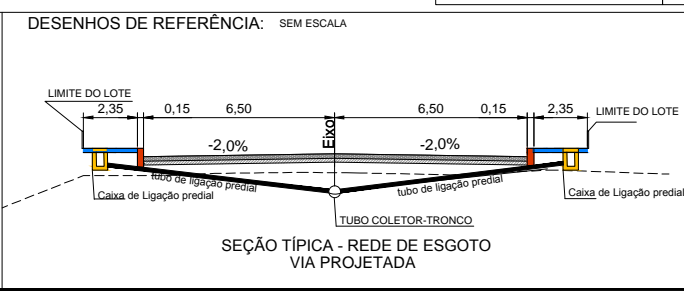 DESENHOS DE REFERÊNCIA: SEM ESCALA
LIMITE DO LOTE
2,35 0,15 6,50 6,50 0,15 2,35
LIMITE DO LOTE
Eixo
-2,0% -2,0%
tubo de ligação predial tubo de ligação predial
Caixa de Ligação predial Caixa de Ligação predial
TUBO COLETOR-TRONCO
SEÇÃO TÍPICA - REDE DE ESGOTO
VIA PROJETADA